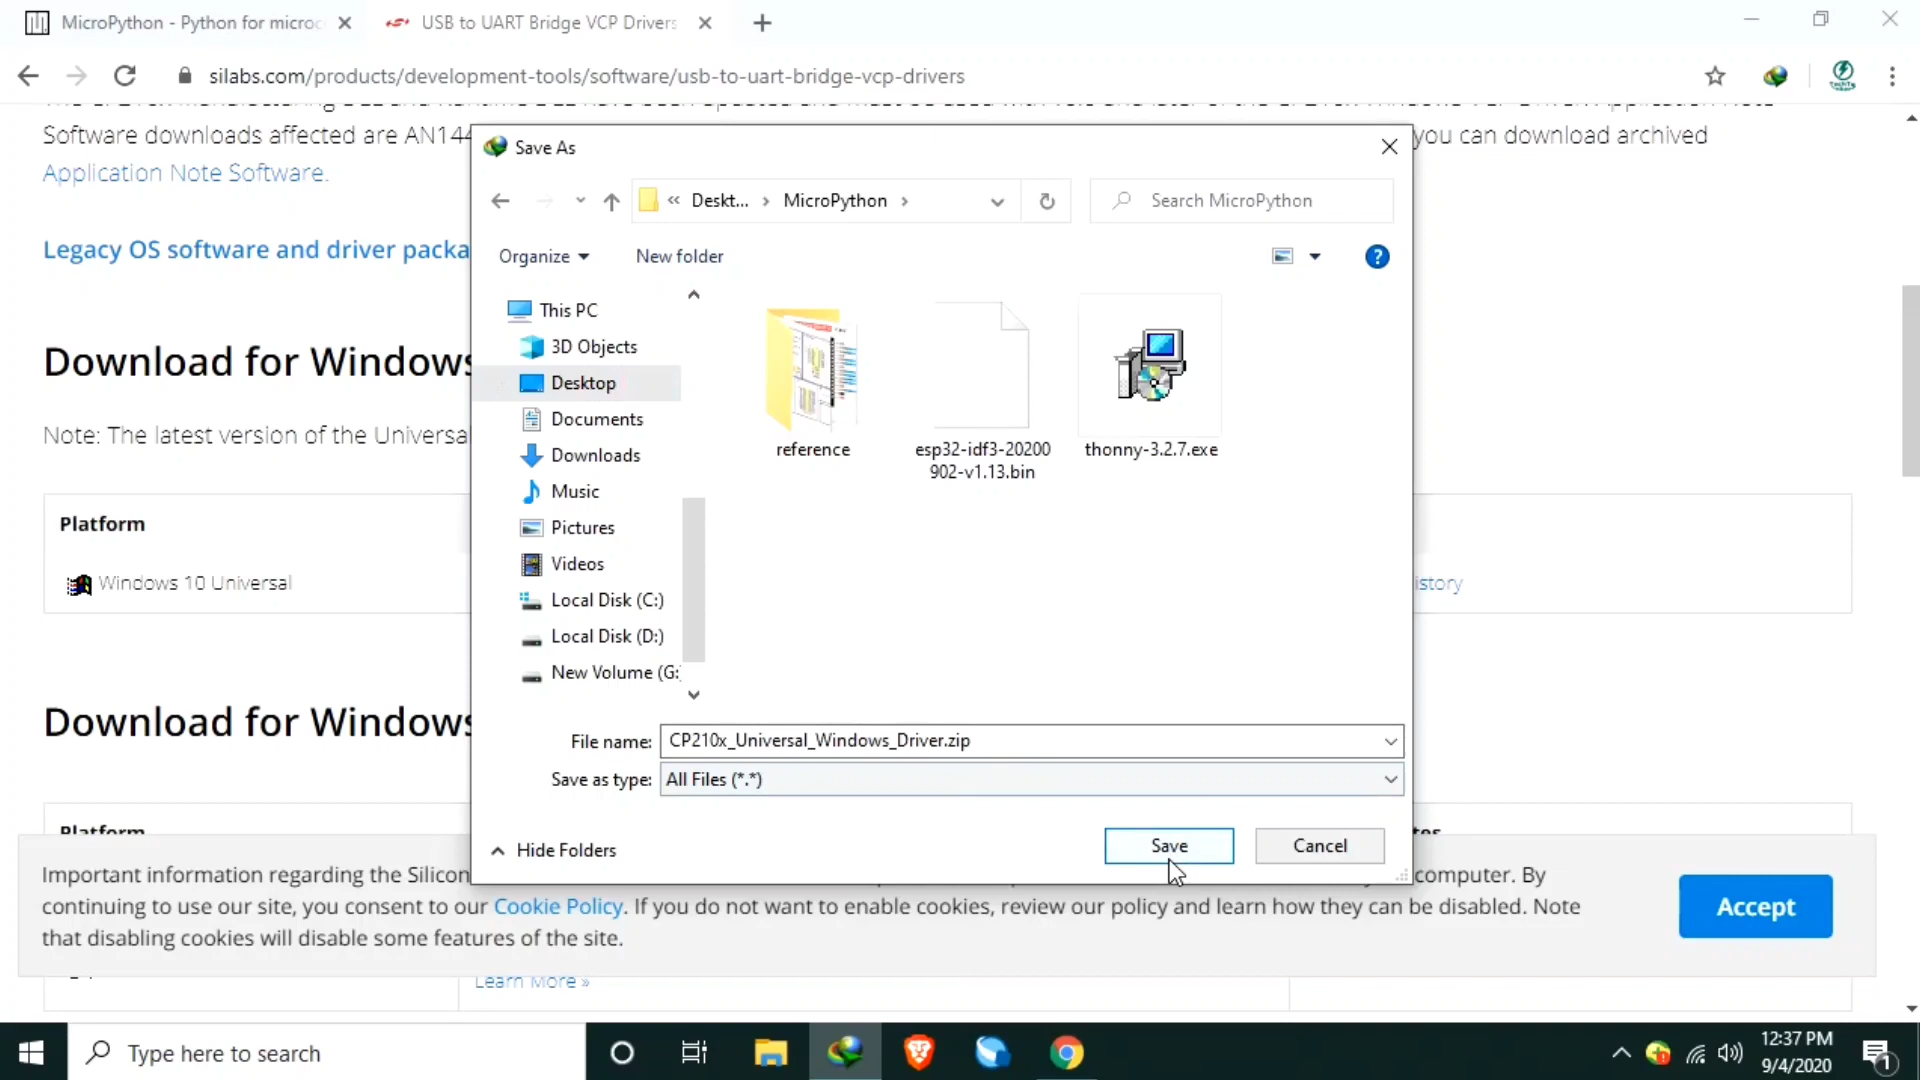 MicroPython - Python for microc
USB to UART Bridge VCP Drivers
silabs.com/products/development-tools/software/usb-to-uart-bridge-vcp-drivers
Software downloads affected are AN144
you can download archived
Application Note Software.
Legacy OS software and driver packa
Download for Windows
Note: The latest version of the Universa
Platform
Windows 10 Universal
istory
Download for Windows
Platform
Save As
« Deskt... › MicroPython ›
Search MicroPython
Organize
New folder
?
This PC
3D Objects
Desktop
Documents
Downloads
Music
Pictures
Videos
Local Disk (C:)
Local Disk (D:)
New Volume (G:
reference
esp32-idf3-20200
902-v1.13.bin
thonny-3.2.7.exe
File name: CP210x_Universal_Windows_Driver.zip
Save as type: All Files (*.*)
Hide Folders
Save
Cancel
Important information regarding the Silicon
computer. By
continuing to use our site, you consent to our Cookie Policy. If you do not want to enable cookies, review our policy and learn how they can be disabled. Note
that disabling cookies will disable some features of the site.
Accept
Learn More »
Type here to search
12:37 PM
9/4/2020
1